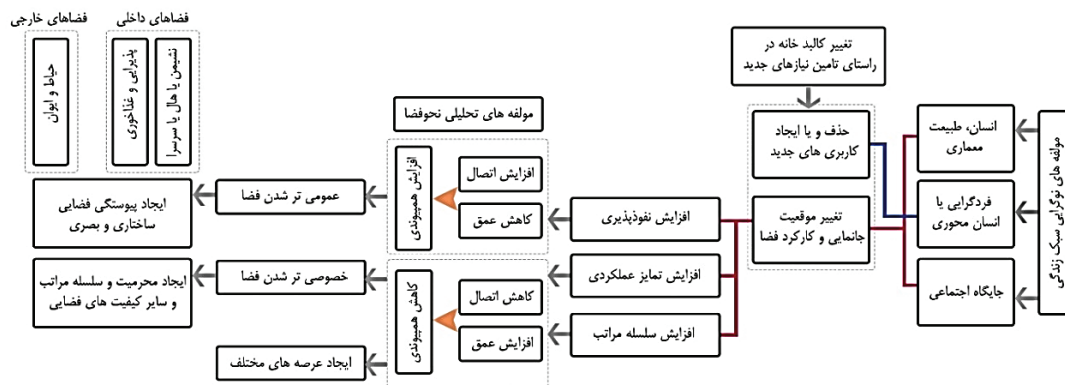 مولفه های نوگرایی سبک زندگی
انسان، طبیعت
معماری
فردگرایی یا
انسان محوری
جایگاه اجتماعی
تغییر کالبد خانه در
راستای تامین نیازهای جدید
حذف و یا ایجاد
کاربری های جدید
تغییر موقعیت
جانمایی و کارکرد فضا
افزایش نفوذپذیری
افزایش تمایز عملکردی
افزایش سلسله مراتب
مولفه های تحلیلی نحوفضا
افزایش اتصال
کاهش عمق
افزایش همپیوندی
کاهش اتصال
افزایش عمق
کاهش همپیوندی
عمومی تر شدن فضا
خصوصی تر شدن فضا
ایجاد عرصه های مختلف
فضاهای داخلی
نشیمن یا هال یا سرسرا
پذیرایی و غذاخوری
فضاهای خارجی
حیاط و ایوان
ایجاد پیوستگی فضایی
ساختاری و بصری
ایجاد محرمیت و سلسله مراتب
و سایر کیفیت های فضایی